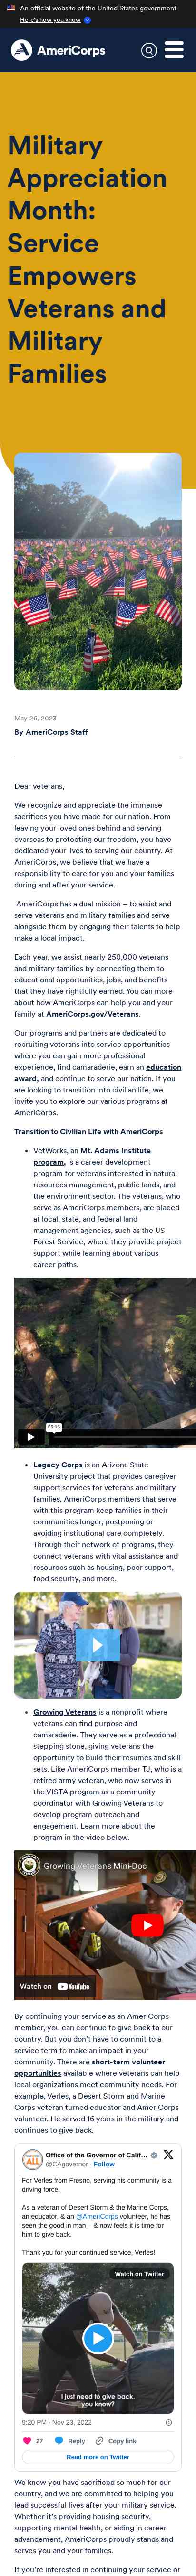 An official website of the United States government
Here's how you know
AmeriCorps
Military
Appreciation
Month:
Service
Empowers
Veterans and
Military
Families
May 26, 2023
By AmeriCorps Staff
Dear veterans,
We recognize and appreciate the immense
sacrifices you have made for our nation. From
leaving your loved ones behind and serving
overseas to protecting our freedom, you have
dedicated your lives to serving our country. At
AmeriCorps, we believe that we have a
responsibility to care for you and your families
during and after your service.
AmeriCorps has a dual mission – to assist and
serve veterans and military families and serve
alongside them by engaging their talents to help
make a local impact.
Each year, we assist nearly 250,000 veterans
and military families by connecting them to
educational opportunities, jobs, and benefits
that they have rightfully earned. You can more
about how AmeriCorps can help you and your
family at AmeriCorps.gov/Veterans.
Our programs and partners are dedicated to
recruiting veterans into service opportunities
where you can gain more professional
experience, find camaraderie, earn an education
award, and continue to serve our nation. If you
are looking to transition into civilian life, we
invite you to explore our various programs at
AmeriCorps.
Transition to Civilian Life with AmeriCorps
VetWorks, an Mt. Adams Institute
program, is a career development
program for veterans interested in natural
resources management, public lands, and
the environment sector. The veterans, who
serve as AmeriCorps members, are placed
at local, state, and federal land
management agencies, such as the US
Forest Service, where they provide project
support while learning about various
career paths.
05:16
Legacy Corps is an Arizona State
University project that provides caregiver
support services for veterans and military
families. AmeriCorps members that serve
with this program keep families in their
communities longer, postponing or
avoiding institutional care completely.
Through their network of programs, they
connect veterans with vital assistance and
resources such as housing, peer support,
food security, and more.
Growing Veterans is a nonprofit where
veterans can find purpose and
camaraderie. They serve as a professional
stepping stone, giving veterans the
opportunity to build their resumes and skill
sets. Like AmeriCorps member TJ, who is a
retired army veteran, who now serves in
the VISTA program as a community
coordinator with Growing Veterans to
develop program outreach and
engagement. Learn more about the
program in the video below.
Growing Veterans Mini-Doc
Watch on YouTube
By continuing your service as an AmeriCorps
member, you can continue to give back to our
country. But you don't have to commit to a
service term to make an impact in your
community. There are short-term volunteer
opportunities available where veterans can help
local organizations meet community needs. For
example, Verles, a Desert Storm and Marine
Corps veteran turned educator and AmeriCorps
volunteer. He served 16 years in the military and
continues to give back.
Office of the Governor of Calif...
@CAgovernor · Follow
For Verles from Fresno, serving his community is a
driving force.
As a veteran of Desert Storm & the Marine Corps,
an educator, & an @AmeriCorps volunteer, he has
seen the good in man – & now feels it is time for
him to give back.
Thank you for your continued service, Verles!
Watch on Twitter
I just need to give back,
you know?
9:20 PM · Nov 23, 2022
27 Reply Copy link
Read more on Twitter
We know you have sacrificed so much for our
country, and we are committed to helping you
lead successful lives after your military service.
Whether it's providing housing security,
supporting mental health, or aiding in career
advancement, AmeriCorps proudly stands and
serves you and your families.
If you're interested in continuing your service or